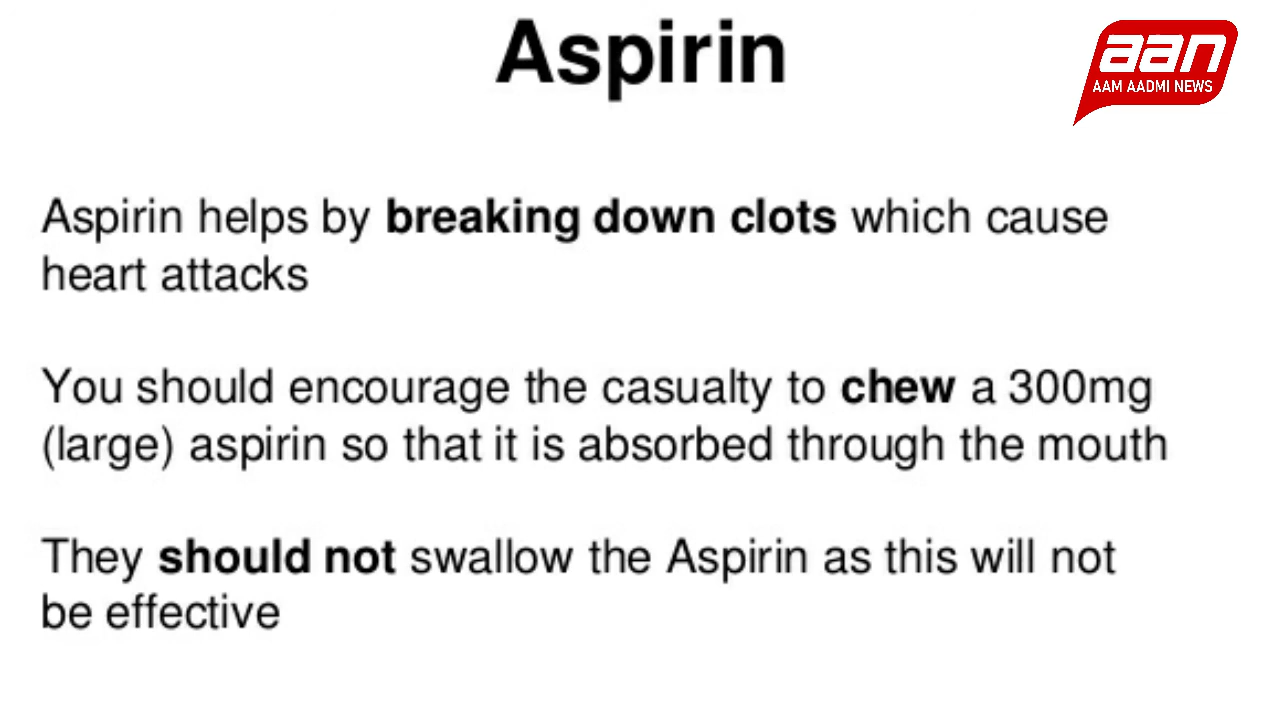 Aspirin
aan
AAM AADMI NEWS
Aspirin helps by breaking down clots which cause
heart attacks
You should encourage the casualty to chew a 300mg
(large) aspirin so that it is absorbed through the mouth
They should not swallow the Aspirin as this will not
be effective